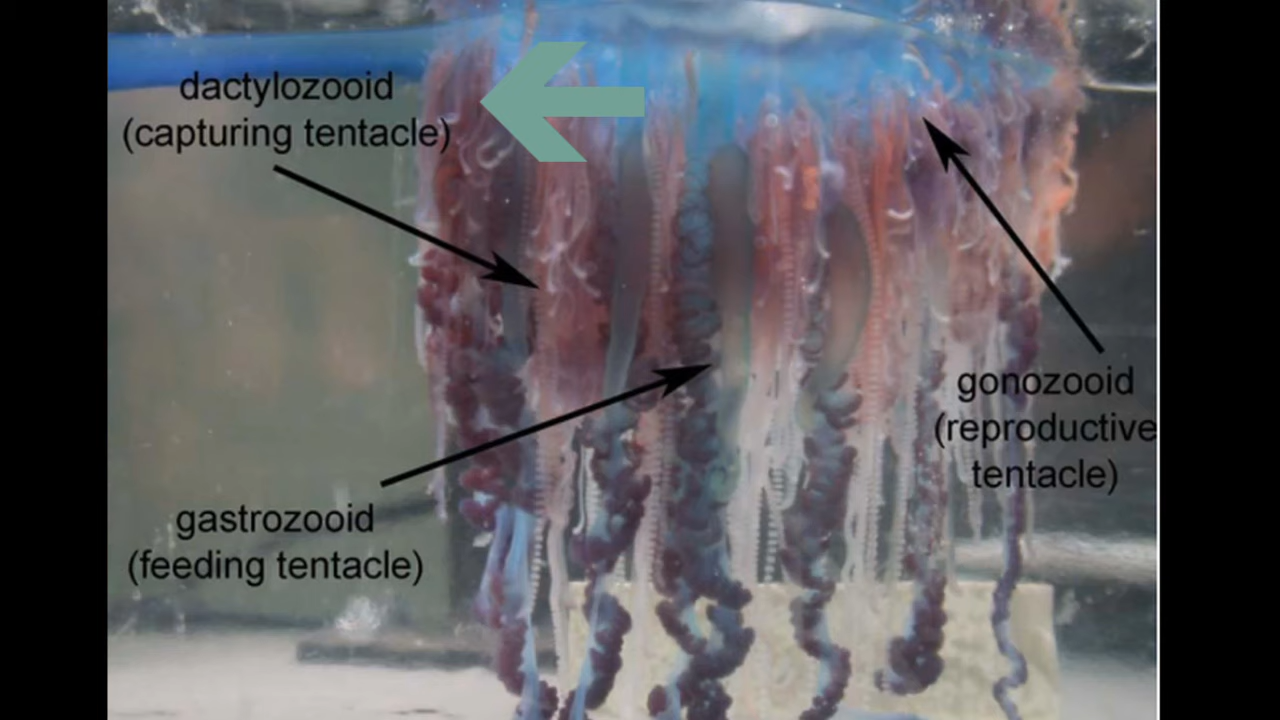 dactylozooid
(capturing tentacle)
gonozooid
(reproductive
tentacle)
gastrozooid
(feeding tentacle)